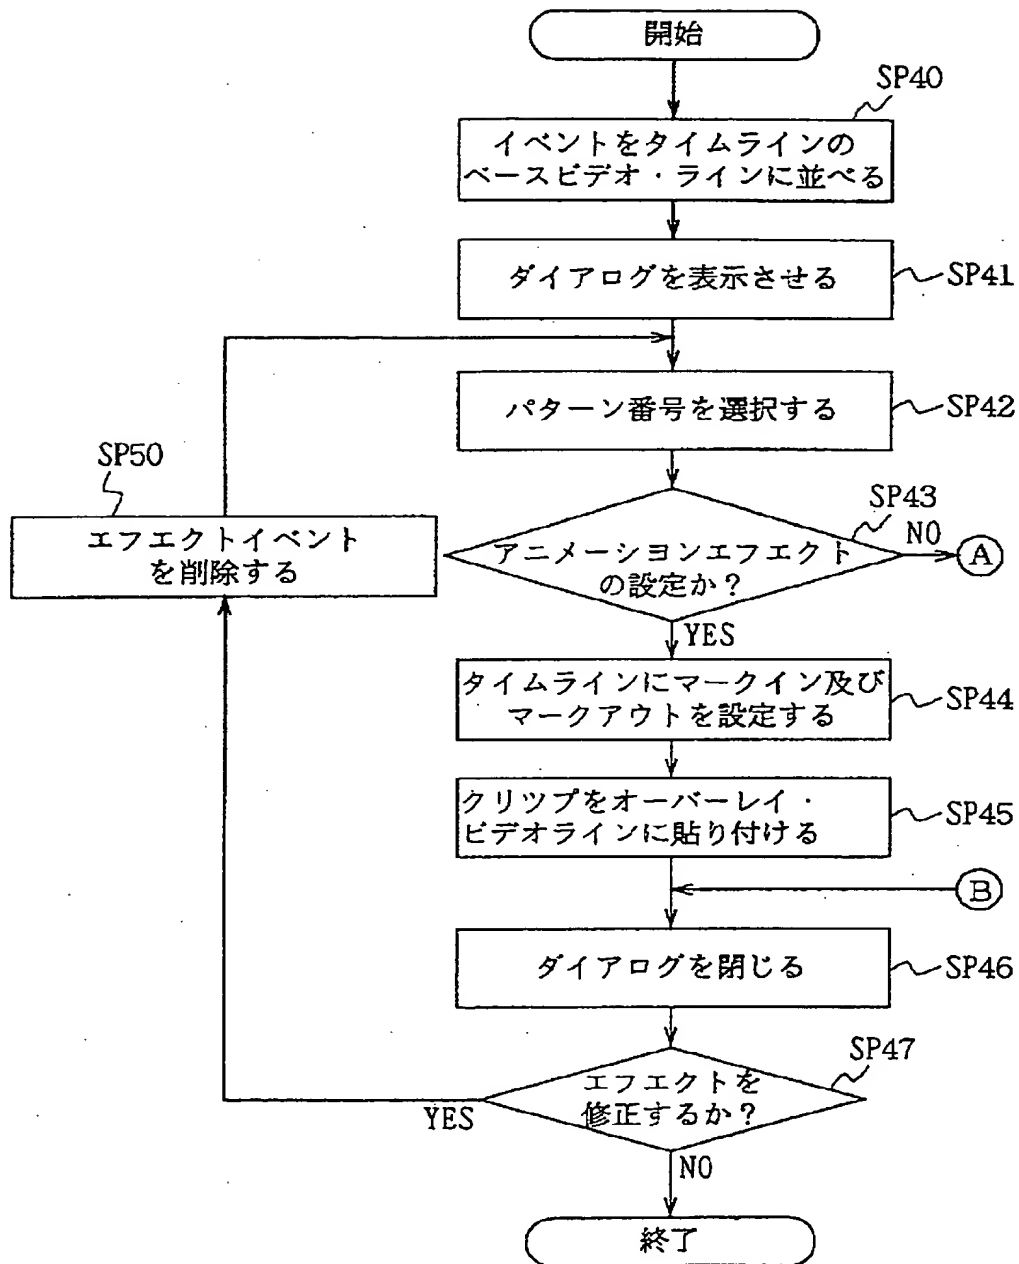 開始
SP40
イベントをタイムラインの
ベースビデオ・ラインに並べる
ダイアログを表示させる
SP41
パターン番号を選択する
SP42
SP50
エフエクトイベント
を削除する
SP43
NO
アニメーシヨンエフエクト
の設定か？
A
YES
タイムラインにマークイン及び
マークアウトを設定する
SP44
クリツプをオーバーレイ・
ビデオラインに貼り付ける
SP45
B
ダイアログを閉じる
SP46
SP47
エフエクトを
修正するか？
YES
NO
終了